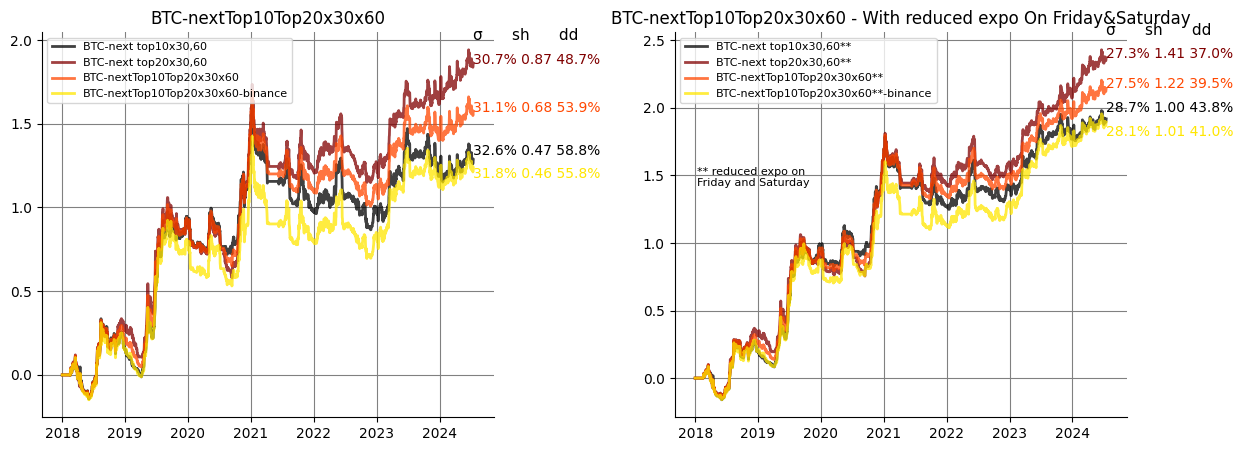 BTC-nextTop10Top20x30x60
σ sh dd
BTC-next top10x30,60
BTC-next top20x30,60
BTC-nextTop10Top20x30x60
BTC-nextTop10Top20x30x60-binance
30.7% 0.87 48.7%
31.1% 0.68 53.9%
32.6% 0.47 58.8%
31.8% 0.46 55.8%
2.0
1.5
1.0
0.5
0.0
2018 2019 2020 2021 2022 2023 2024
BTC-nextTop10Top20x30x60 - With reduced expo On Friday&Saturday
σ sh dd
BTC-next top10x30,60**
BTC-next top20x30,60**
BTC-nextTop10Top20x30x60**
BTC-nextTop10Top20x30x60**-binance
27.3% 1.41 37.0%
27.5% 1.22 39.5%
28.7% 1.00 43.8%
28.1% 1.01 41.0%
** reduced expo on
Friday and Saturday
2.5
2.0
1.5
1.0
0.5
0.0
2018 2019 2020 2021 2022 2023 2024